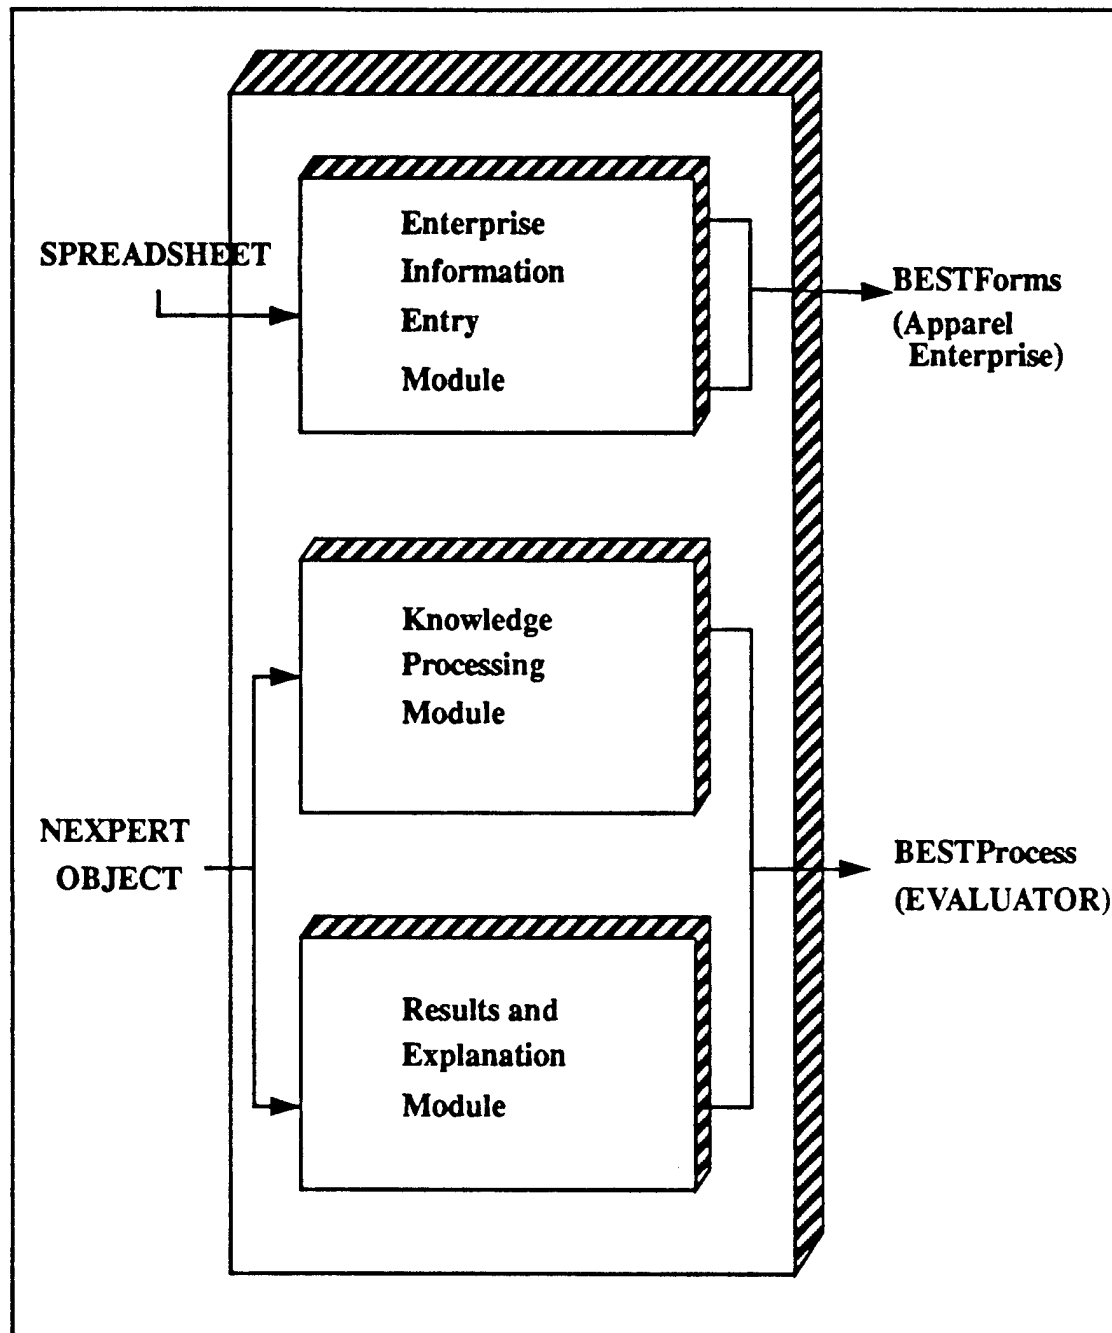 SPREADSHEET
Enterprise
Information
Entry
Module
BESTForms
(Apparel
Enterprise)
Knowledge
Processing
Module
NEXPERT
OBJECT
BESTProcess
(EVALUATOR)
Results and
Explanation
Module